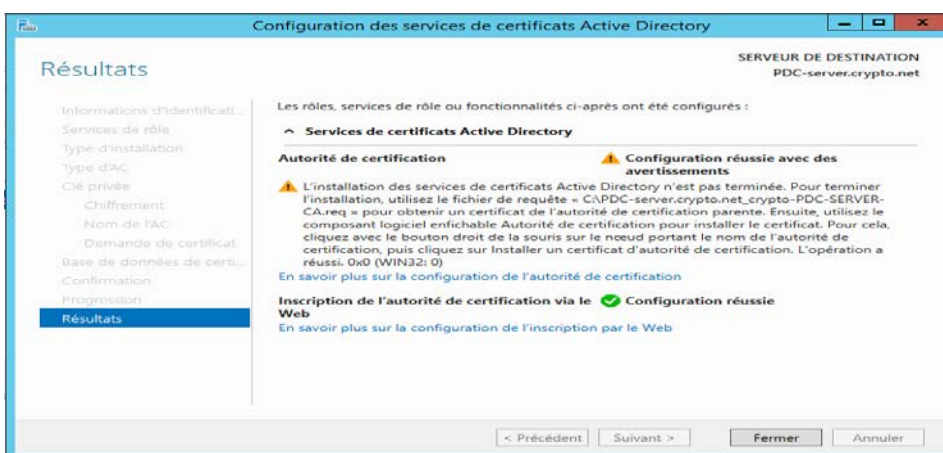 Configuration des services de certificats Active Directory
Résultats
SERVEUR DE DESTINATION
PDC-server.crypto.net
Informations d'identificati...
Services de rôle
Type d'installation
Type d'AC
Clé privée
Chiffrement
Nom de l'AC
Demande de certificat
Base de données de certi...
Confirmation
Progression
Résultats
Les rôles, services de rôle ou fonctionnalités ci-après ont été configurés :
Services de certificats Active Directory
Autorité de certification
Configuration réussie avec des
avertissements
L'installation des services de certificats Active Directory n'est pas terminée. Pour terminer
l'installation, utilisez le fichier de requête « C:\PDC-server.crypto.net_crypto-PDC-SERVER-
CA.req » pour obtenir un certificat de l'autorité de certification parente. Ensuite, utilisez le
composant logiciel enfichable Autorité de certification pour installer le certificat. Pour cela,
cliquez avec le bouton droit de la souris sur le nœud portant le nom de l'autorité de
certification, puis cliquez sur Installer un certificat d'autorité de certification. L'opération a
réussi. 0x0 (WIN32: 0)
En savoir plus sur la configuration de l'autorité de certification
Inscription de l'autorité de certification via le
Web
Configuration réussie
En savoir plus sur la configuration de l'inscription par le Web
< Précédent
Suivant >
Fermer
Annuler